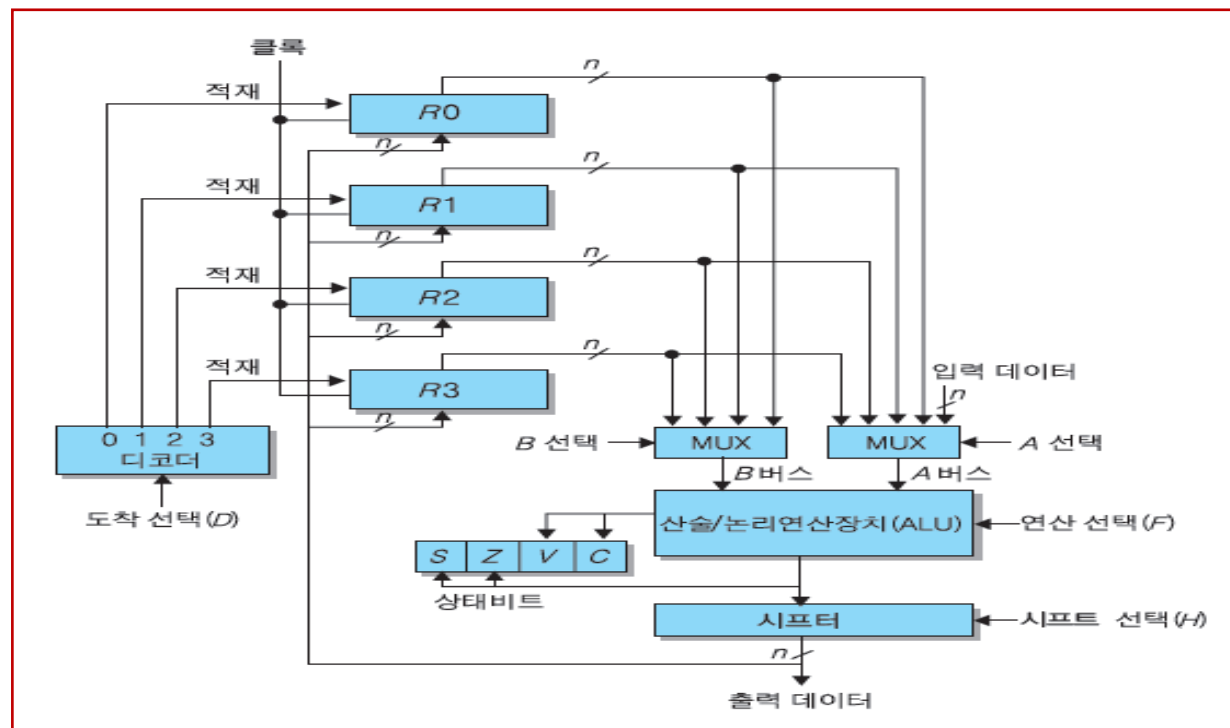 클록
n
적재
R0
n
n
적재
R1
n
n
적재
R2
n
n
적재
R3
n
입력 데이터
n
0 1 2 3
디코더
도착 선택(D)
B 선택
MUX
MUX
A 선택
B버스
A버스
산술/논리연산장치(ALU)
연산 선택(F)
S Z V C
상태비트
시프터
시프트 선택(H)
n
출력 데이터